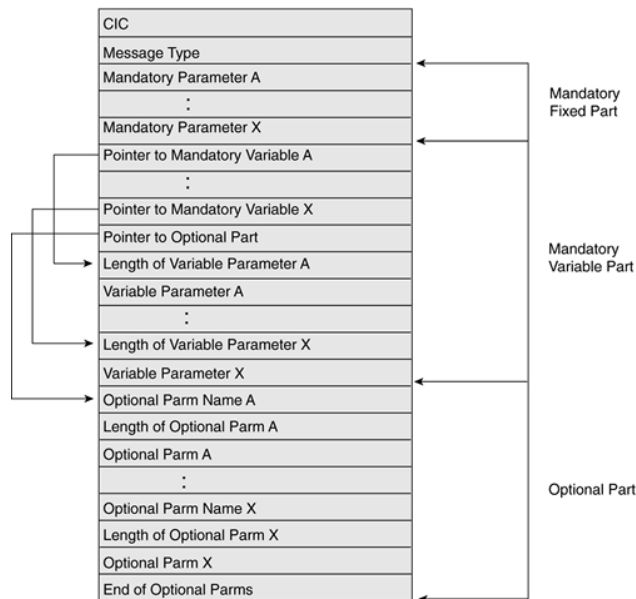 CIC
Message Type
Mandatory Parameter A
:
Mandatory Parameter X
Pointer to Mandatory Variable A
:
Pointer to Mandatory Variable X
Pointer to Optional Part
Length of Variable Parameter A
Variable Parameter A
:
Length of Variable Parameter X
Variable Parameter X
Optional Parm Name A
Length of Optional Parm A
Optional Parm A
:
Optional Parm Name X
Length of Optional Parm X
Optional Parm X
End of Optional Parms
Mandatory
Fixed Part
Mandatory
Variable Part
Optional Part